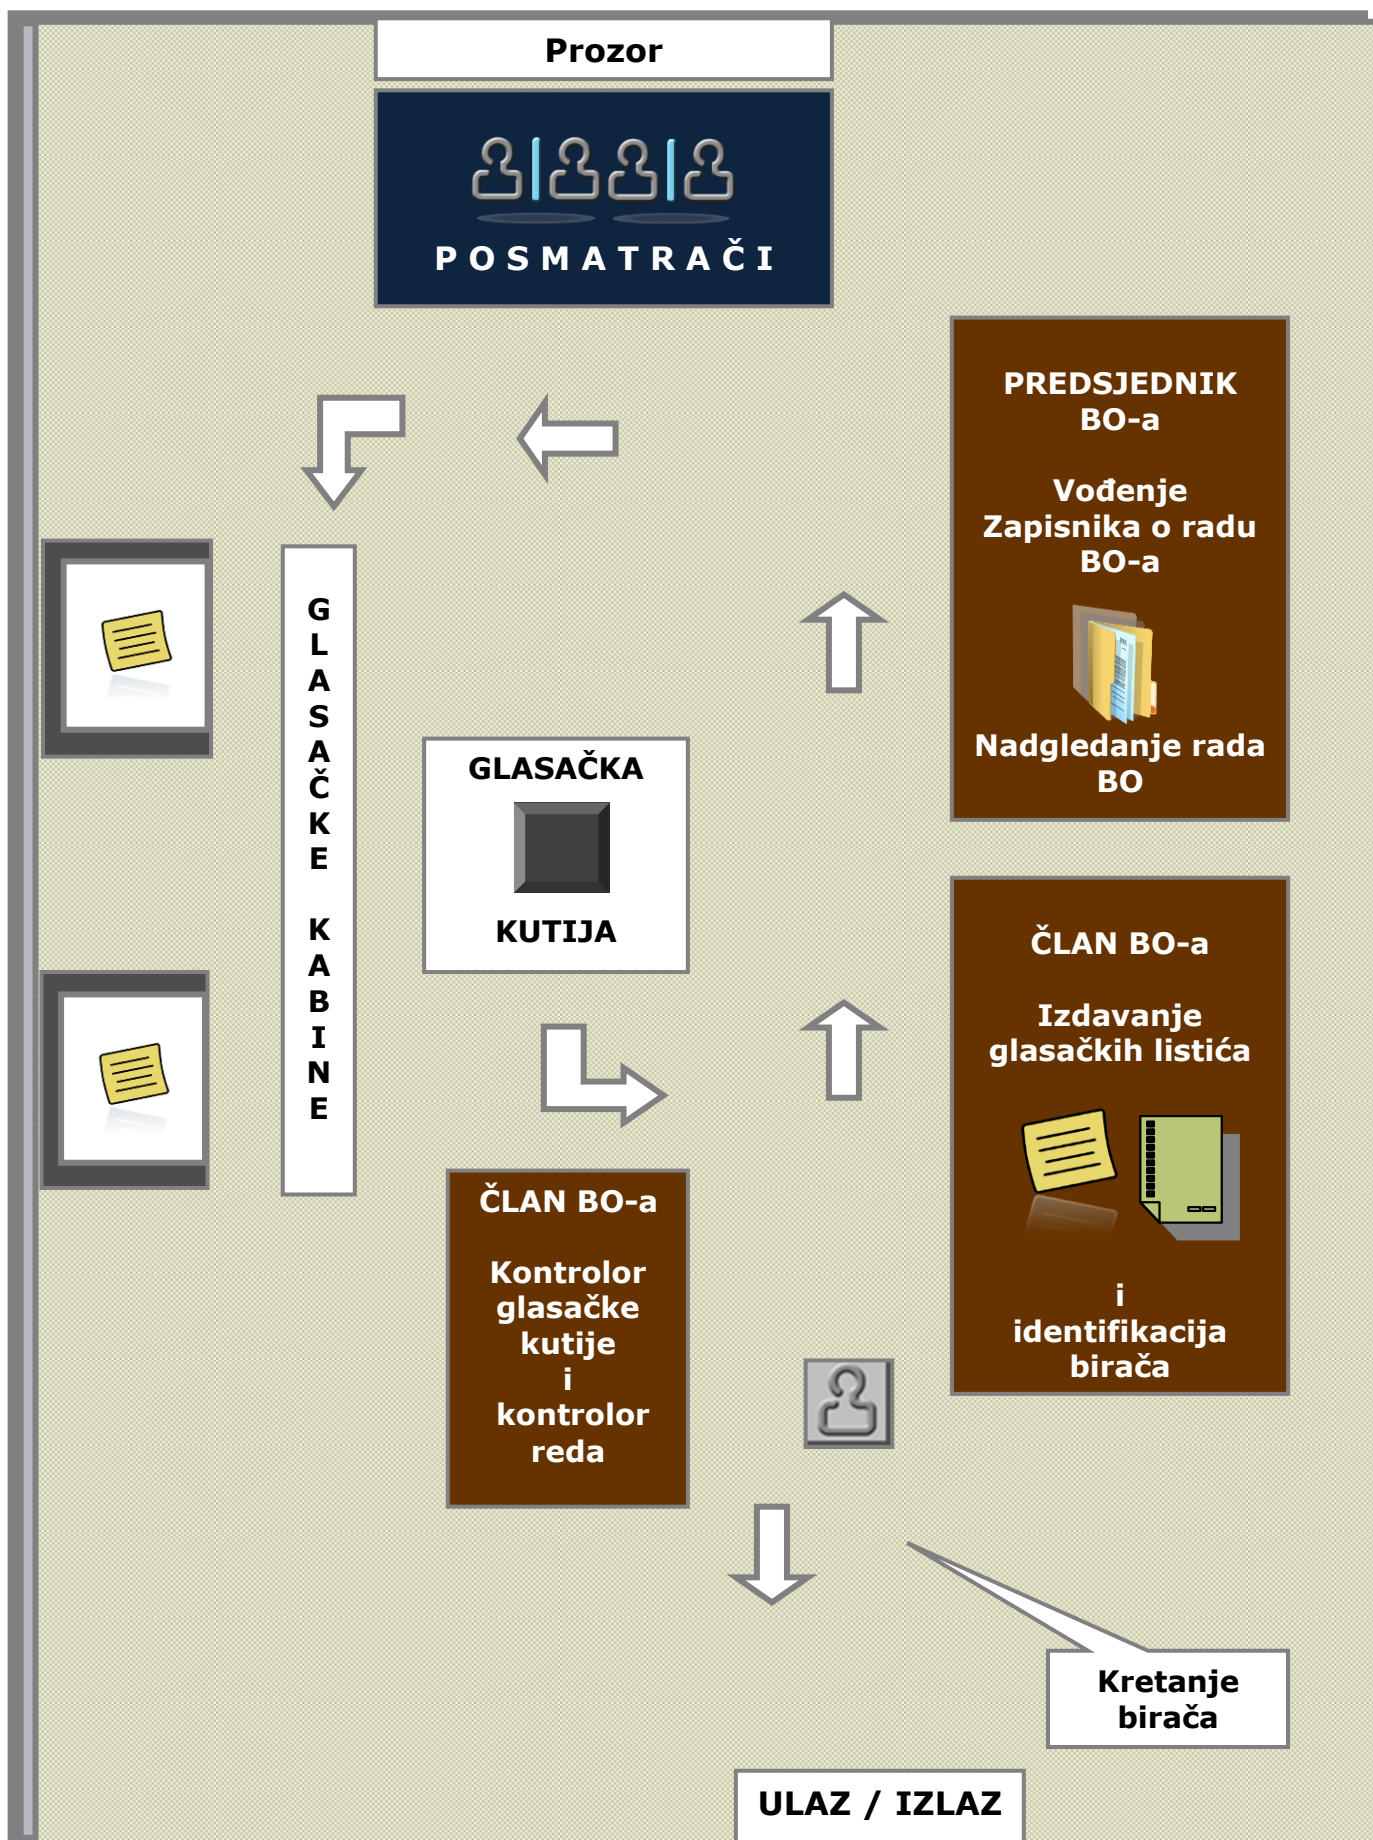 Prozor
POSMATRAČI
PREDSJEDNIK
BO-a
Vođenje
Zapisnika o radu
BO-a
Nadgledanje rada
BO
GLASAČKE KABINE
GLASAČKA
KUTIJA
ČLAN BO-a
Izdavanje
glasačkih listića
i
identifikacija
birača
ČLAN BO-a
Kontrolor
glasačke
kutije
i
kontrolor
reda
Kretanje
birača
ULAZ / IZLAZ